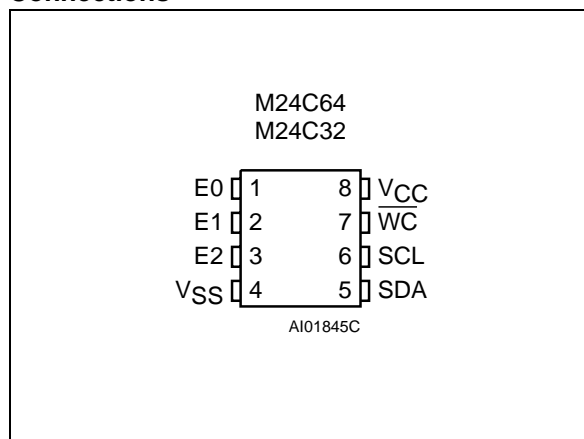 Connections
M24C64
M24C32
E0 1 8 VCC
E1 2 7 WC
E2 3 6 SCL
VSS 4 5 SDA
AI01845C